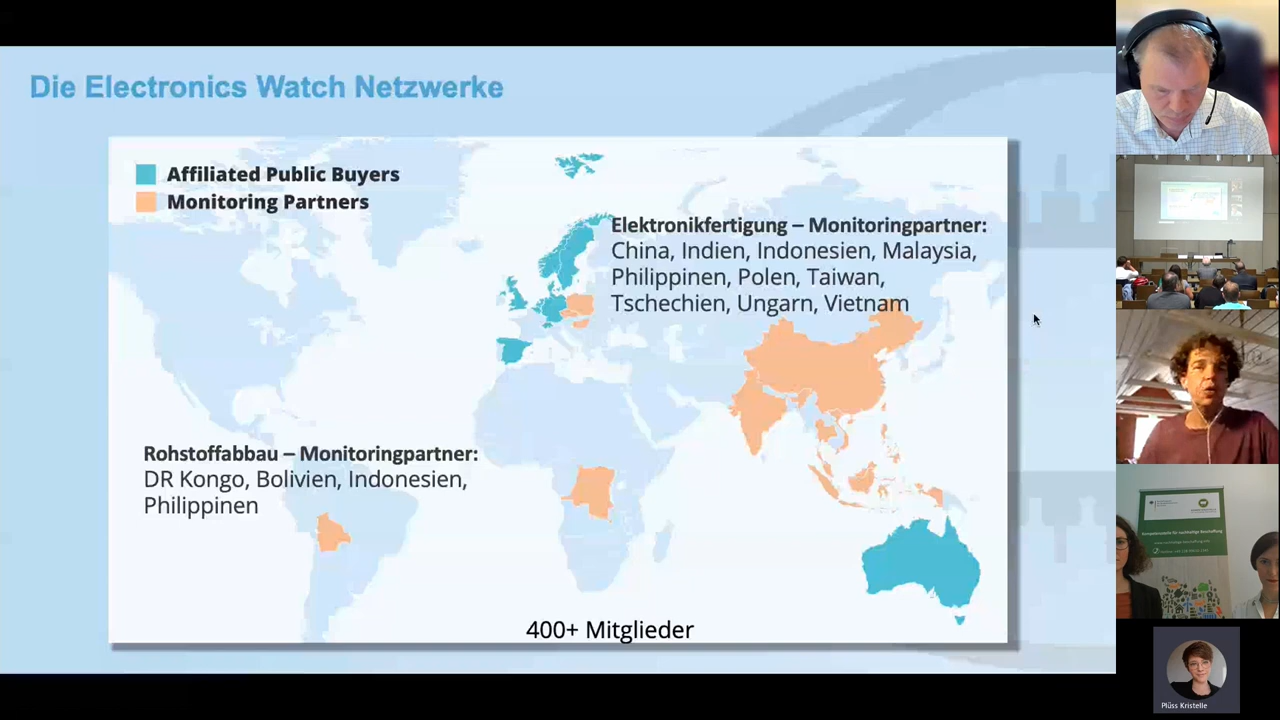 Die Electronics Watch Netzwerke
Affiliated Public Buyers
Monitoring Partners
Elektronikfertigung – Monitoringpartner:
China, Indien, Indonesien, Malaysia,
Philippinen, Polen, Taiwan,
Tschechien, Ungarn, Vietnam
Rohstoffabbau – Monitoringpartner:
DR Kongo, Bolivien, Indonesien,
Philippinen
400+ Mitglieder
Plüss Kristelle